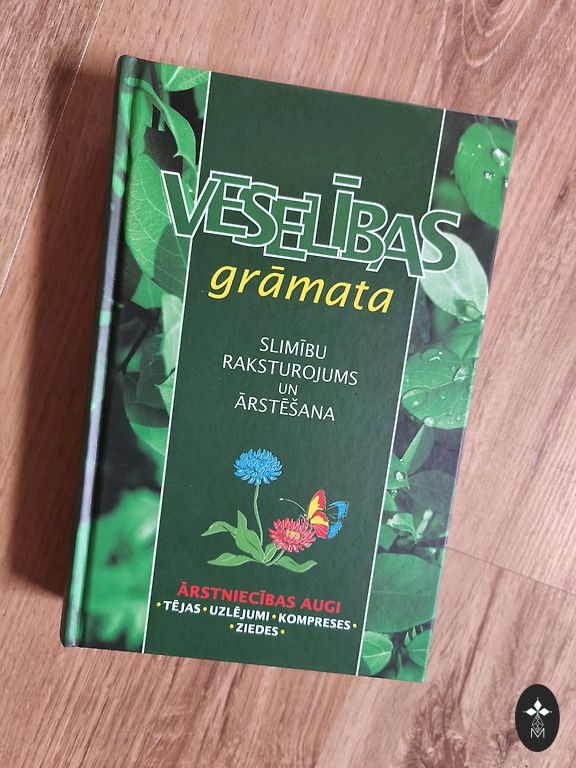 VESELĪBAS
grāmata
SLIMĪBU
RAKSTUROJUMS
UN
ĀRSTĒŠANA
ĀRSTNIECĪBAS AUGI
• TĒJAS • UZLĒJUMI • KOMPRESES •
• ZIEDES •
M